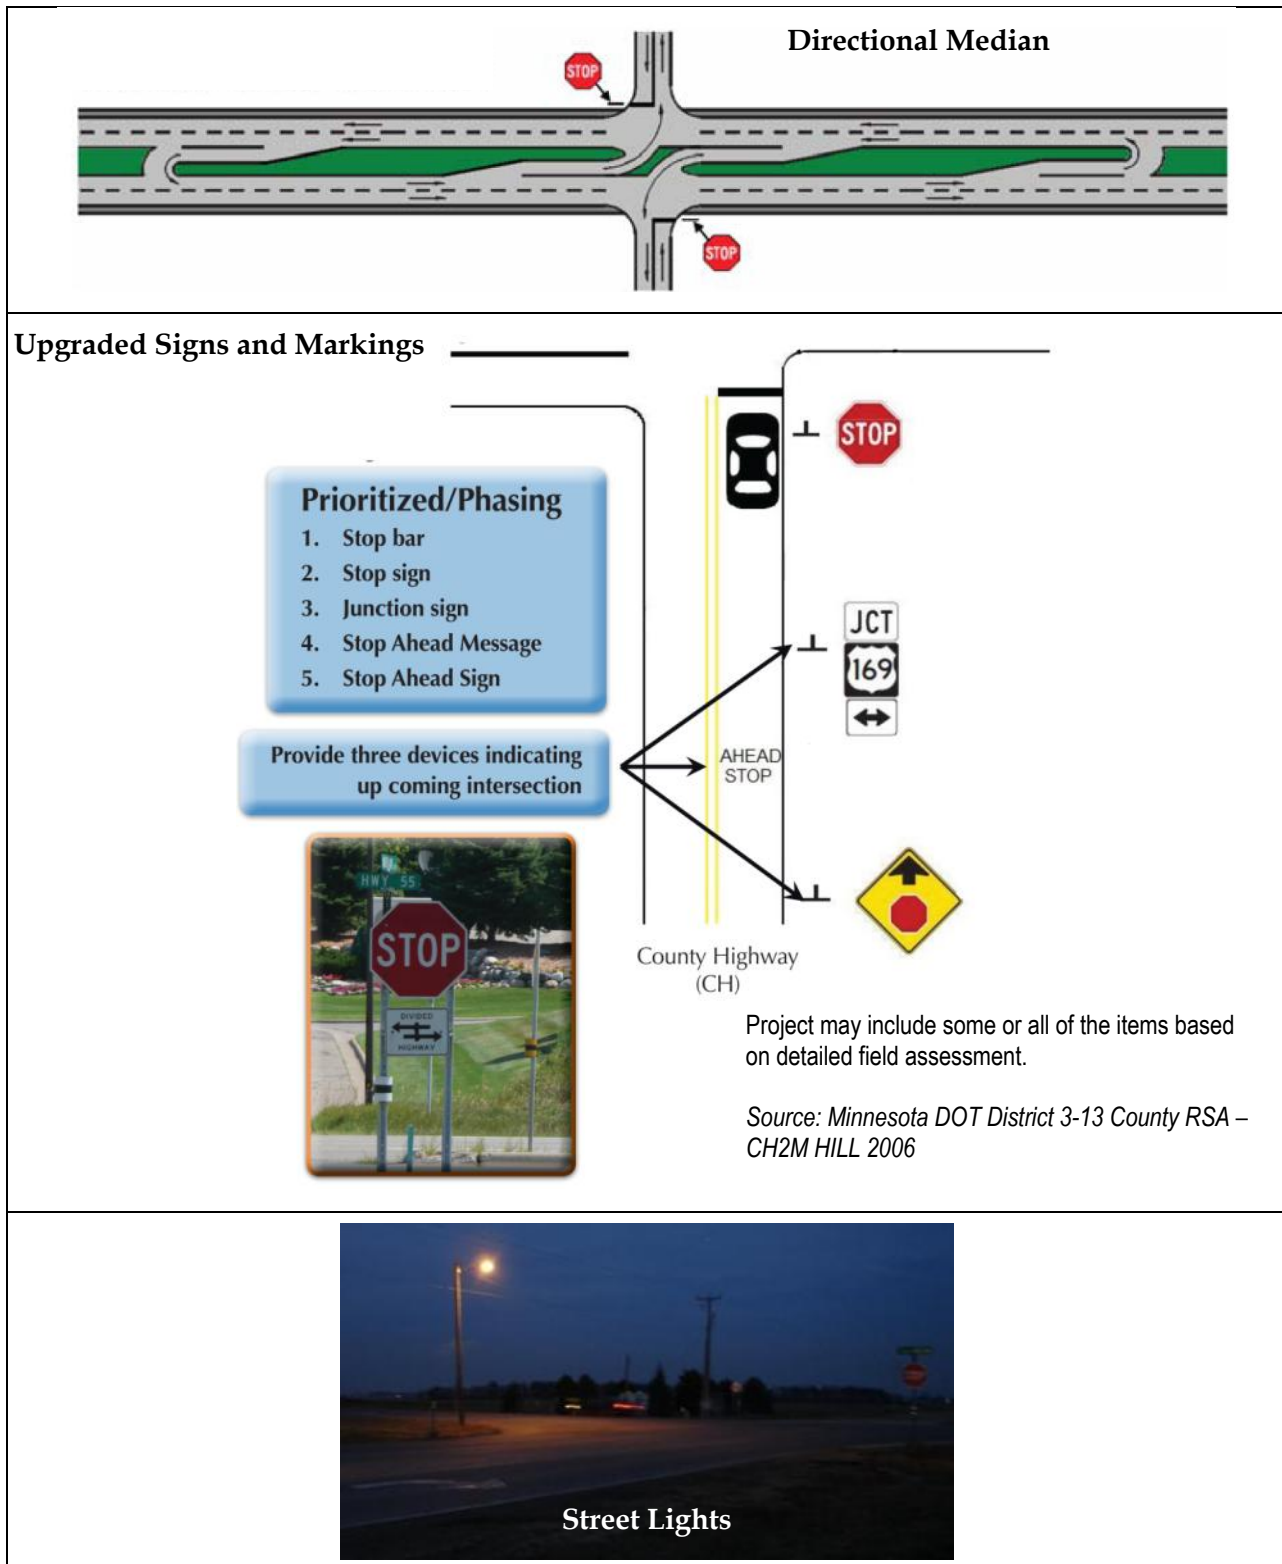 Directional Median
STOP
STOP
Upgraded Signs and Markings
STOP
Prioritized/Phasing
1. Stop bar
2. Stop sign
3. Junction sign
4. Stop Ahead Message
5. Stop Ahead Sign
JCT
169
Provide three devices indicating
up coming intersection
AHEAD
STOP
HWY 55
STOP
DIVIDED
HIGHWAY
County Highway
(CH)
Project may include some or all of the items based
on detailed field assessment.
Source: Minnesota DOT District 3-13 County RSA –
CH2M HILL 2006
Street Lights